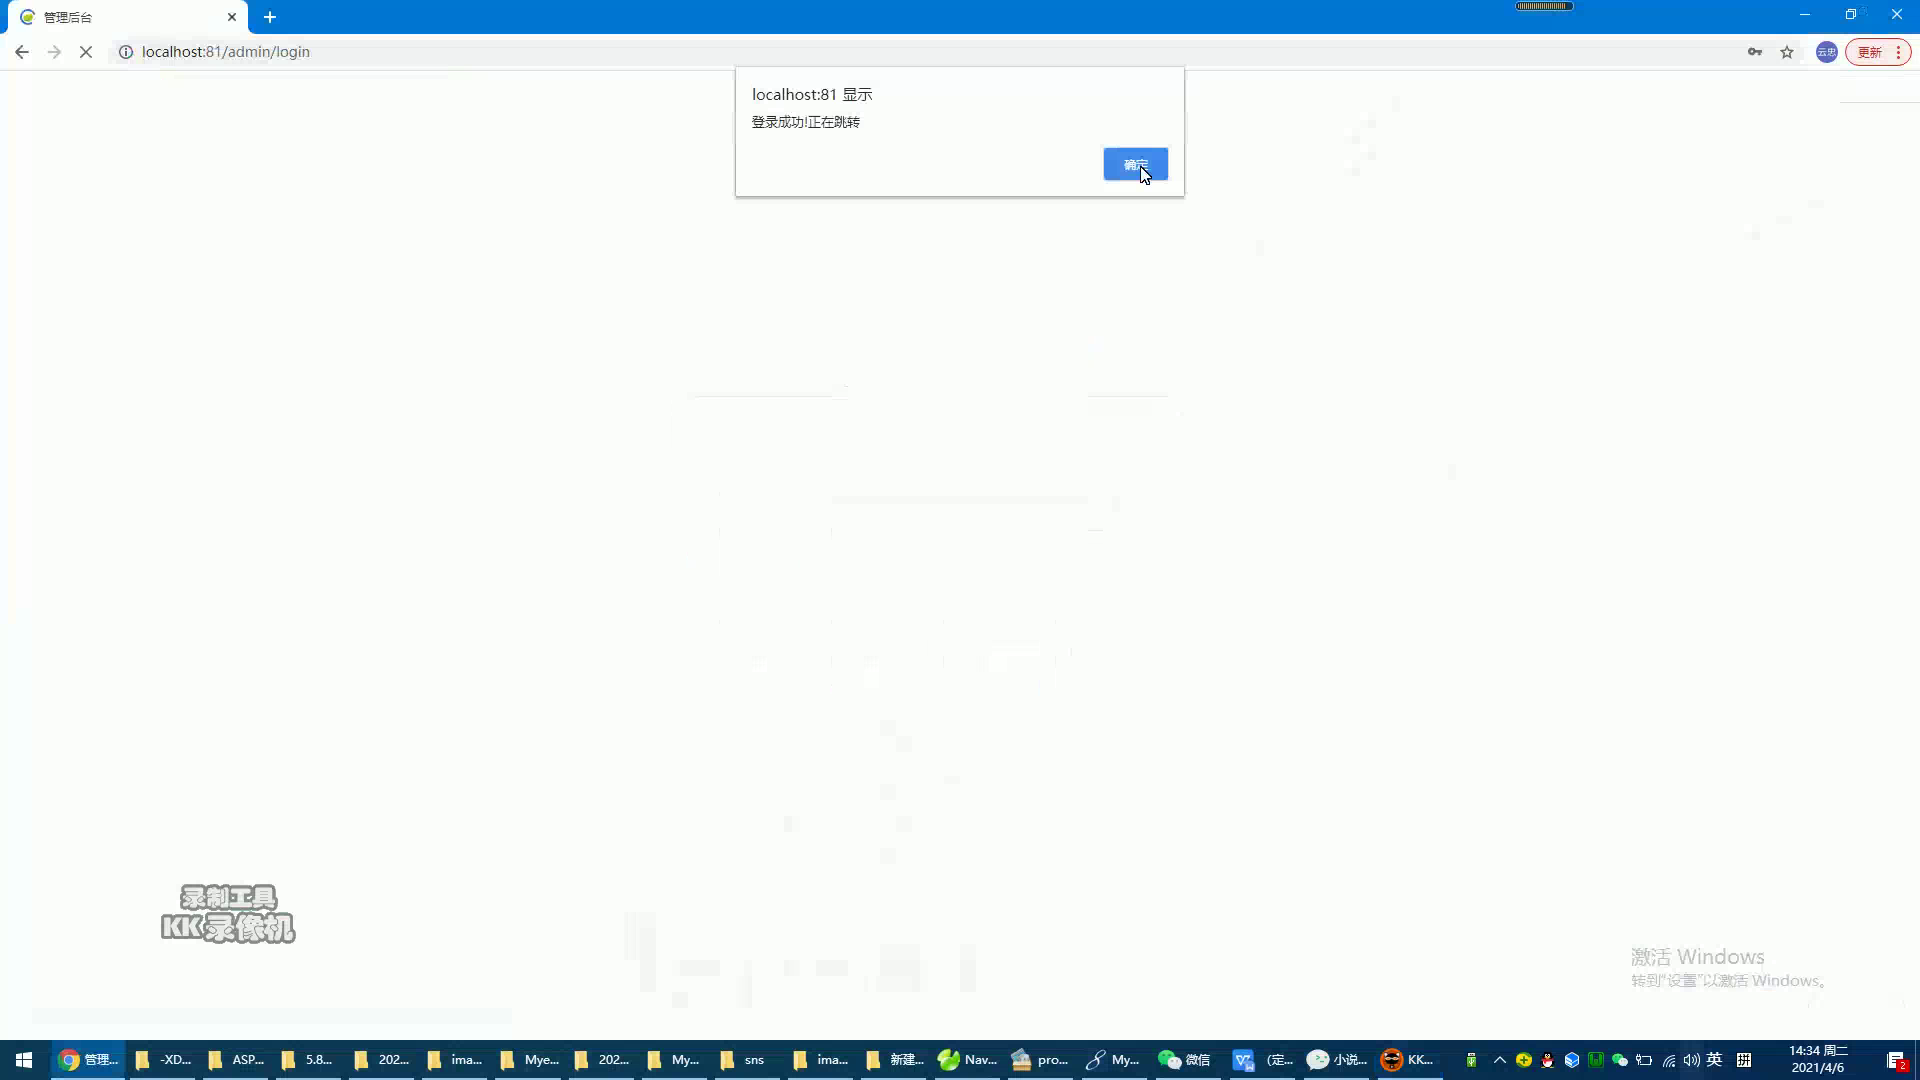 管理后台
localhost:81/admin/login
云忠
更新
localhost:81 显示
登录成功!正在跳转
确定
录制工具
KK录像机
激活 Windows
转到"设置"以激活 Windows。
管理...
-XD...
ASP...
5.8...
202...
ima...
Mye...
202...
My...
sns
ima...
新建...
Nav...
pro...
My...
微信
(定...
小说...
KK...
英
拼
14:34 周二
2021/4/6
2